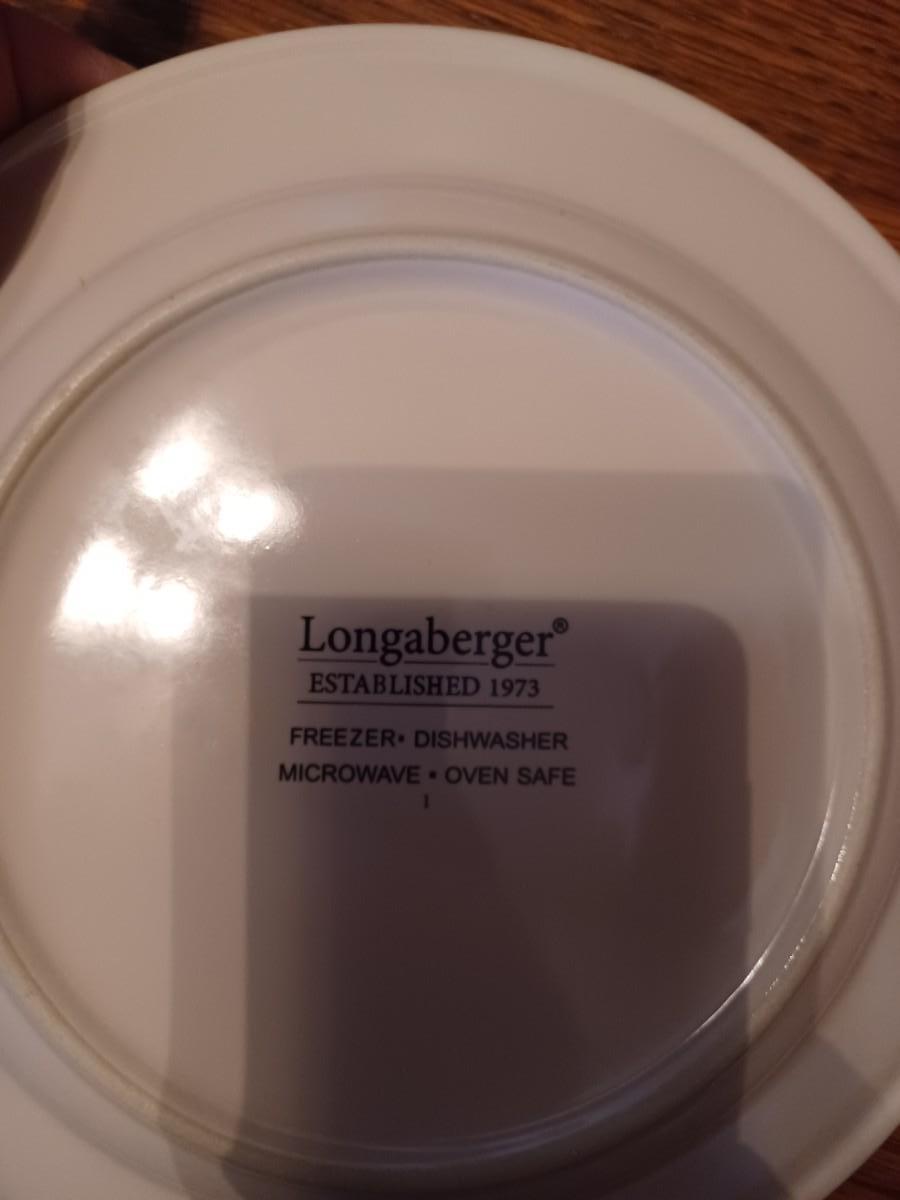 Longaberger®
ESTABLISHED 1973
FREEZER• DISHWASHER
MICROWAVE • OVEN SAFE
I